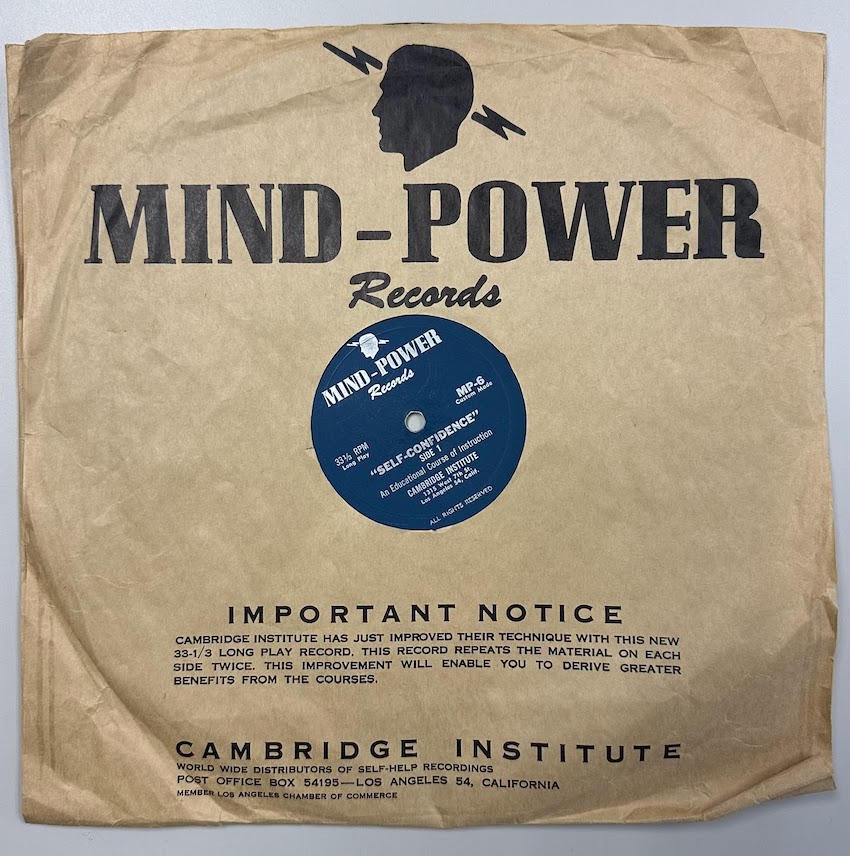 MIND-POWER
Records
MIND-POWER
Records
MP-6
Custom Made
33⅓ RPM
Long Play
"SELF-CONFIDENCE"
SIDE 1
An Educational Course of Instruction
CAMBRIDGE INSTITUTE
1315 West 7th St.
Los Angeles 54, Calif.
ALL RIGHTS RESERVED
IMPORTANT NOTICE
CAMBRIDGE INSTITUTE HAS JUST IMPROVED THEIR TECHNIQUE WITH THIS NEW
33-1/3 LONG PLAY RECORD. THIS RECORD REPEATS THE MATERIAL ON EACH
SIDE TWICE. THIS IMPROVEMENT WILL ENABLE YOU TO DERIVE GREATER
BENEFITS FROM THE COURSES.
CAMBRIDGE INSTITUTE
WORLD WIDE DISTRIBUTORS OF SELF-HELP RECORDINGS
POST OFFICE BOX 54195—LOS ANGELES 54, CALIFORNIA
MEMBER LOS ANGELES CHAMBER OF COMMERCE